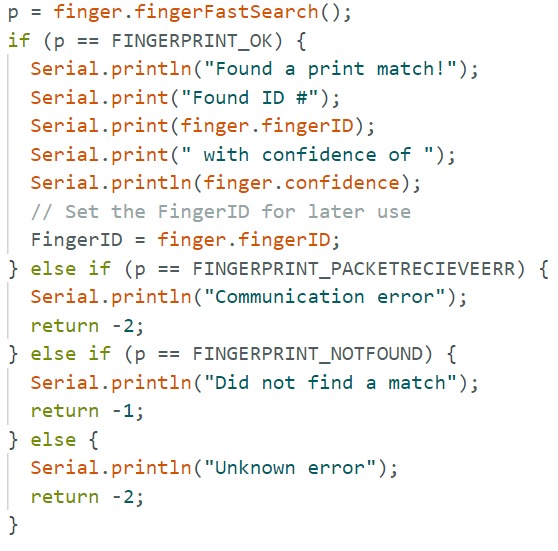 p = finger.fingerFastSearch();
if (p == FINGERPRINT_OK) {
  Serial.println("Found a print match!");
  Serial.print("Found ID #");
  Serial.print(finger.fingerID);
  Serial.print(" with confidence of ");
  Serial.println(finger.confidence);
  // Set the FingerID for later use
  FingerID = finger.fingerID;
} else if (p == FINGERPRINT_PACKETRECIEVEERR) {
  Serial.println("Communication error");
  return -2;
} else if (p == FINGERPRINT_NOTFOUND) {
  Serial.println("Did not find a match");
  return -1;
} else {
  Serial.println("Unknown error");
  return -2;
}